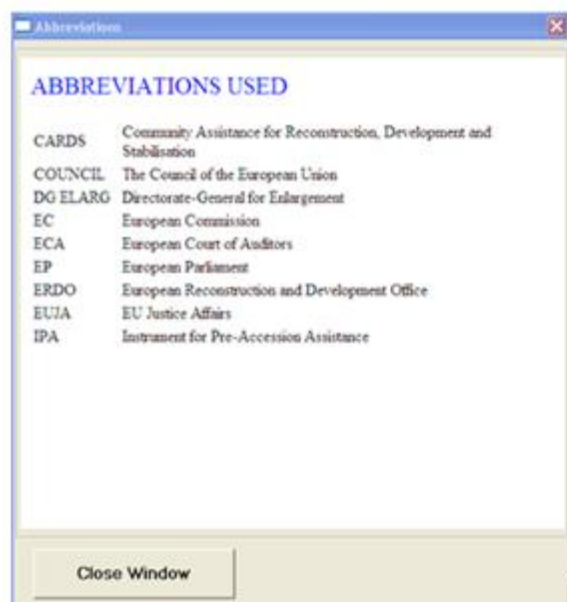 Abbreviations
ABBREVIATIONS USED
CARDS Community Assistance for Reconstruction, Development and
Stabilisation
COUNCIL The Council of the European Union
DG ELARG Directorate-General for Enlargement
EC European Commission
ECA European Court of Auditors
EP European Parliament
ERDO European Reconstruction and Development Office
EUJA EU Justice Affairs
IPA Instrument for Pre-Accession Assistance
Close Window